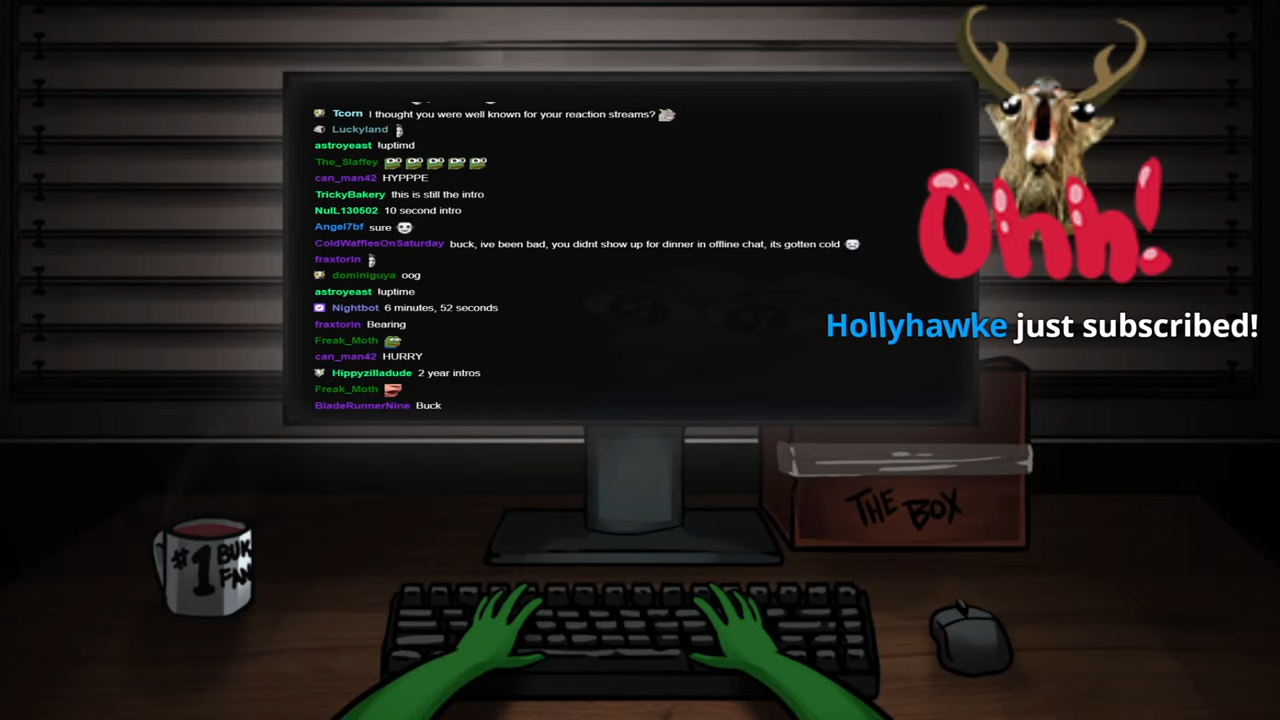 Tcorn I thought you were well known for your reaction streams?
Luckyland
astroyeast !uptimd
The_Slaffey
can_man42 HYPPPE
TrickyBakery this is still the intro
NulL130502 10 second intro
Angel7bf sure
ColdWafflesOnSaturday buck, ive been bad, you didnt show up for dinner in offline chat, its gotten cold
fraxtorin
dominiguya oog
astroyeast !uptime
Nightbot 6 minutes, 52 seconds
fraxtorin Bearing
Freak_Moth
can_man42 HURRY
Hippyzilladude 2 year intros
Freak_Moth
BladeRunnerNine Buck
Ohh!
Hollyhawke just subscribed!
THE BOX
#1 BUK
FAN